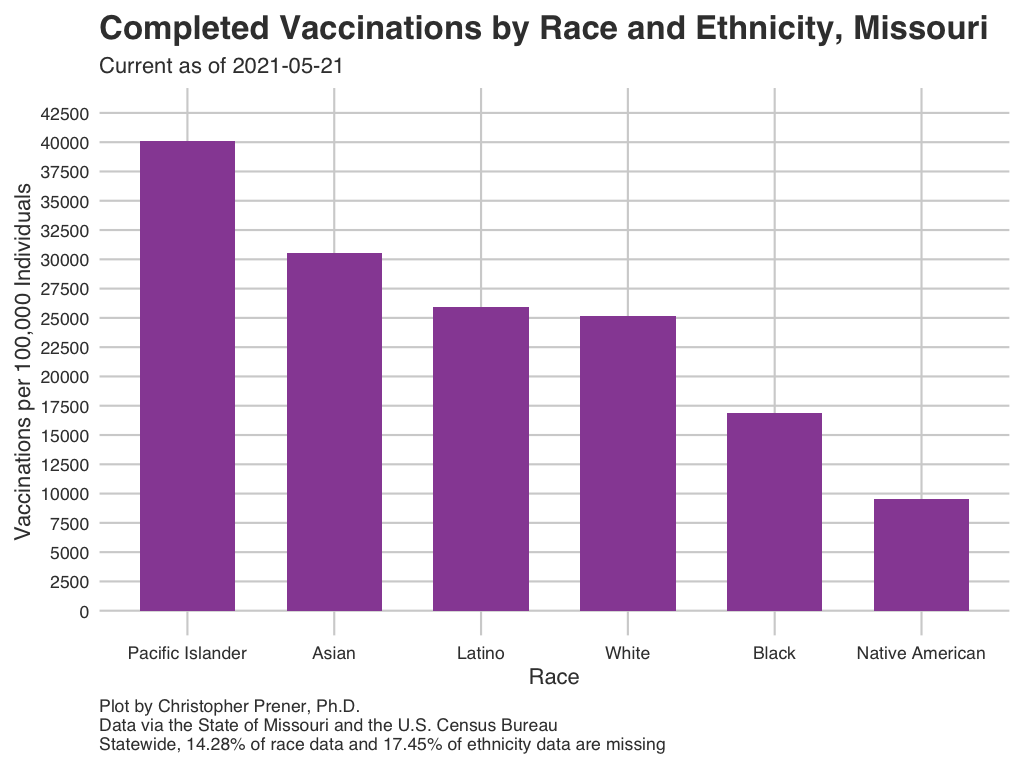 Completed Vaccinations by Race and Ethnicity, Missouri
Current as of 2021-05-21
Vaccinations per 100,000 Individuals
42500
40000
37500
35000
32500
30000
27500
25000
22500
20000
17500
15000
12500
10000
7500
5000
2500
0
Pacific Islander Asian Latino White Black Native American
Race
Plot by Christopher Prener, Ph.D.
Data via the State of Missouri and the U.S. Census Bureau
Statewide, 14.28% of race data and 17.45% of ethnicity data are missing